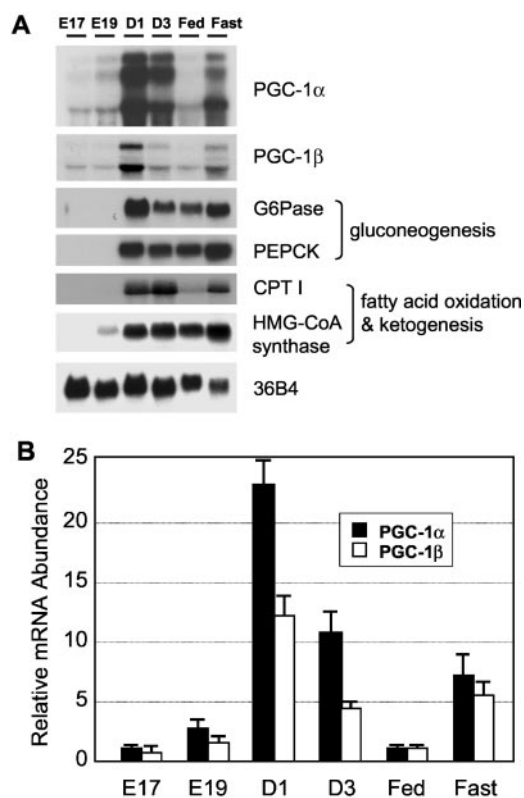 A
E17 E19 D1 D3 Fed Fast
PGC-1α
PGC-1β
G6Pase
gluconeogenesis
PEPCK
CPT I
fatty acid oxidation
& ketogenesis
HMG-CoA
synthase
36B4
B
25
20
15
10
5
0
Relative mRNA Abundance
PGC-1α
PGC-1β
E17 E19 D1 D3 Fed Fast